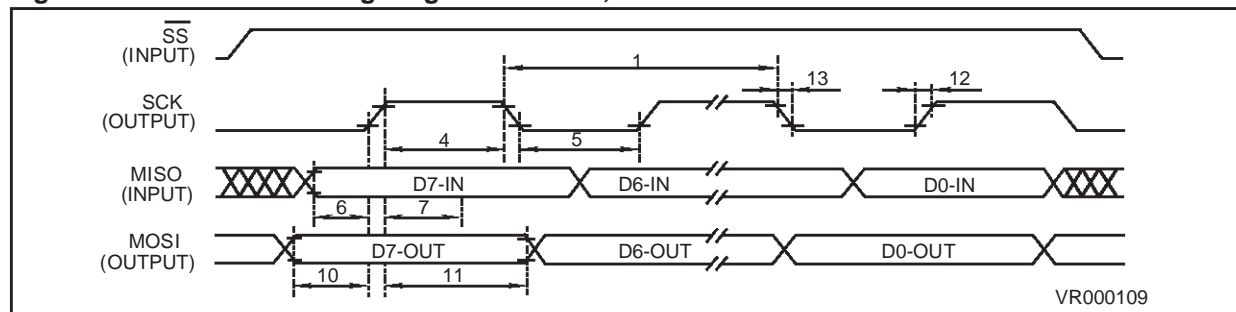 SS
(INPUT)
1
13
12
SCK
(OUTPUT)
4
5
MISO
(INPUT)
D7-IN
D6-IN
D0-IN
6
7
MOSI
(OUTPUT)
D7-OUT
D6-OUT
D0-OUT
10
11
VR000109